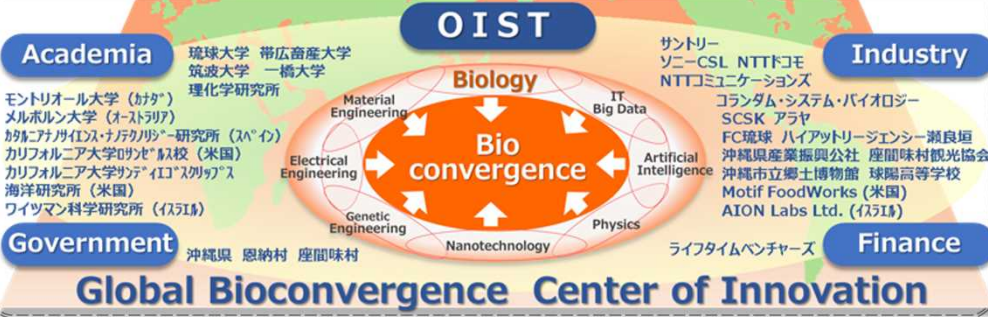 OIST
Academia
琉球大学 帯広畜産大学
筑波大学 一橋大学
理化学研究所
モントリオール大学 (ｶﾅﾀﾞ)
メルボルン大学 (ｵｰｽﾄﾗﾘｱ)
ｶﾀﾙﾆｱﾅﾉｻｲｴﾝｽ・ﾅﾉﾃｸﾉﾘｼﾞｰ研究所 (ｽﾍﾟｲﾝ)
カリフォルニア大学ﾛｻﾝｾﾞﾙｽ校 (米国)
カリフォルニア大学ｻﾝﾃﾞｨｴｺﾞｽｸﾘｯﾌﾟｽ
海洋研究所 (米国)
ワイツマン科学研究所 (ｲｽﾗｴﾙ)
Government
沖縄県 恩納村 座間味村
Biology
IT
Big Data
Artificial
Intelligence
Physics
Nanotechnology
Genetic
Engineering
Electrical
Engineering
Material
Engineering
Bio
convergence
Industry
サントリー
ソニーCSL NTTﾄﾞｺﾓ
NTTｺﾐｭﾆｹｰｼｮﾝｽﾞ
コランダム・システム・バイオロジー
SCSK アラヤ
FC琉球 ハイアットリージェンシー瀬良垣
沖縄県産業振興公社 座間味村観光協会
沖縄市立郷土博物館 球陽高等学校
Motif FoodWorks (米国)
AION Labs Ltd. (ｲｽﾗｴﾙ)
ライフタイムベンチャーズ
Finance
Global Bioconvergence Center of Innovation